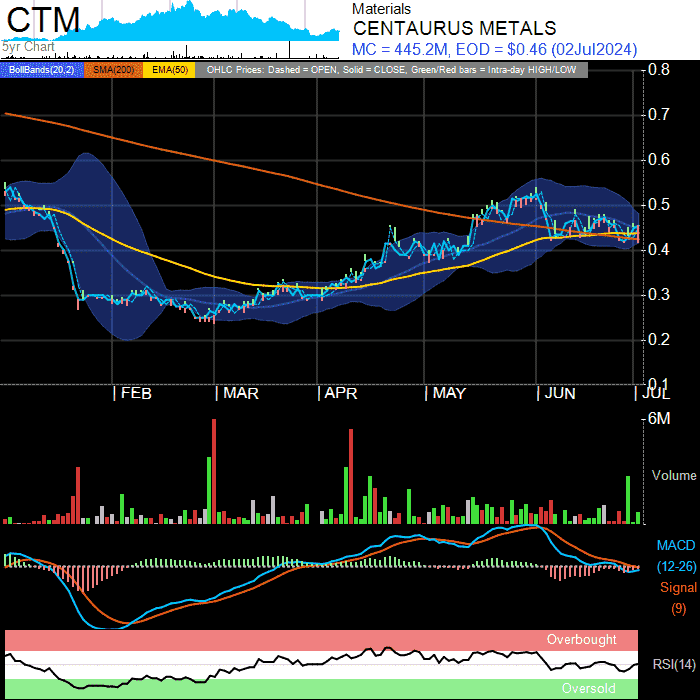 CTM
Materials
CENTAURUS METALS
MC = 445.2M, EOD = $0.46 (02Jul2024)
5yr Chart
BollBands(20,2) SMA(200) EMA(50) OHLC Prices: Dashed = OPEN, Solid = CLOSE, Green/Red bars = Intra-day HIGH/LOW
0.8
0.7
0.6
0.5
0.4
0.3
0.2
0.1
FEB MAR APR MAY JUN JUL
6M
Volume
MACD
(12-26)
Signal
(9)
Overbought
RSI(14)
Oversold